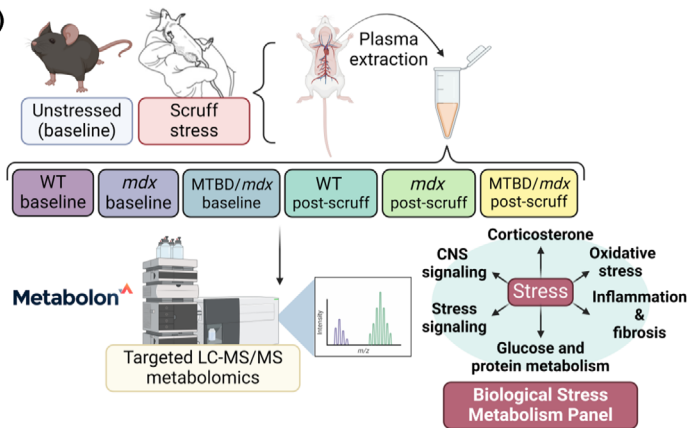 )
Plasma
extraction
Unstressed
(baseline)
Scruff
stress
WT
baseline
mdx
baseline
MTBD/mdx
baseline
WT
post-scruff
mdx
post-scruff
MTBD/mdx
post-scruff
Metabolon
Intensity
m/z
Targeted LC-MS/MS
metabolomics
Corticosterone
CNS
signaling
Oxidative
stress
Stress
Stress
signaling
Inflammation
&
fibrosis
Glucose and
protein metabolism
Biological Stress
Metabolism Panel